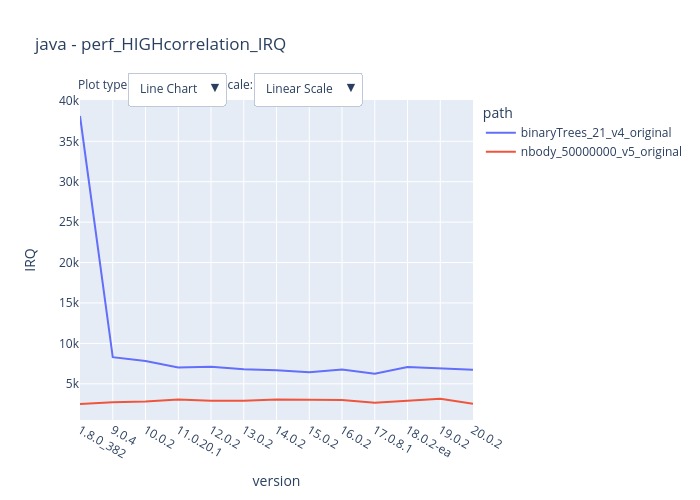 java - perf_HIGHcorrelation_IRQ
Plot type
Line Chart ▼
cale:
Linear Scale ▼
40k
35k
30k
25k
20k
15k
10k
5k
IRQ
1.8.0_382
9.0.4
10.0.2
11.0.20.1
12.0.2
13.0.2
14.0.2
15.0.2
16.0.2
17.0.8.1
18.0.2-ea
19.0.2
20.0.2
version
path
binaryTrees_21_v4_original
nbody_50000000_v5_original